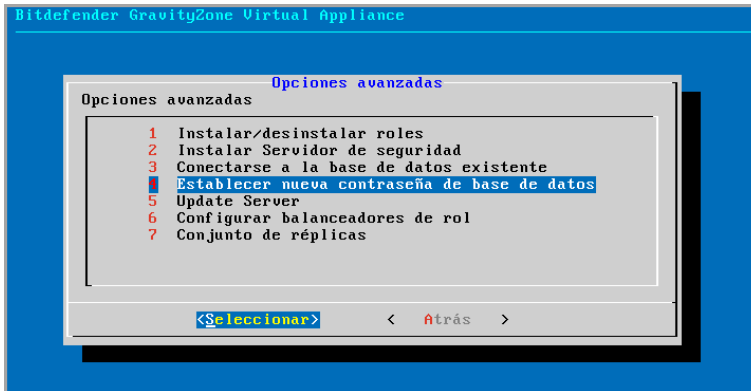 Bitdefender GravityZone Virtual Appliance
Opciones avanzadas
Opciones avanzadas
1 Instalar/desinstalar roles
2 Instalar Servidor de seguridad
3 Conectarse a la base de datos existente
4 Establecer nueva contraseña de base de datos
5 Update Server
6 Configurar balanceadores de rol
7 Conjunto de réplicas
<Seleccionar> < Atrás >